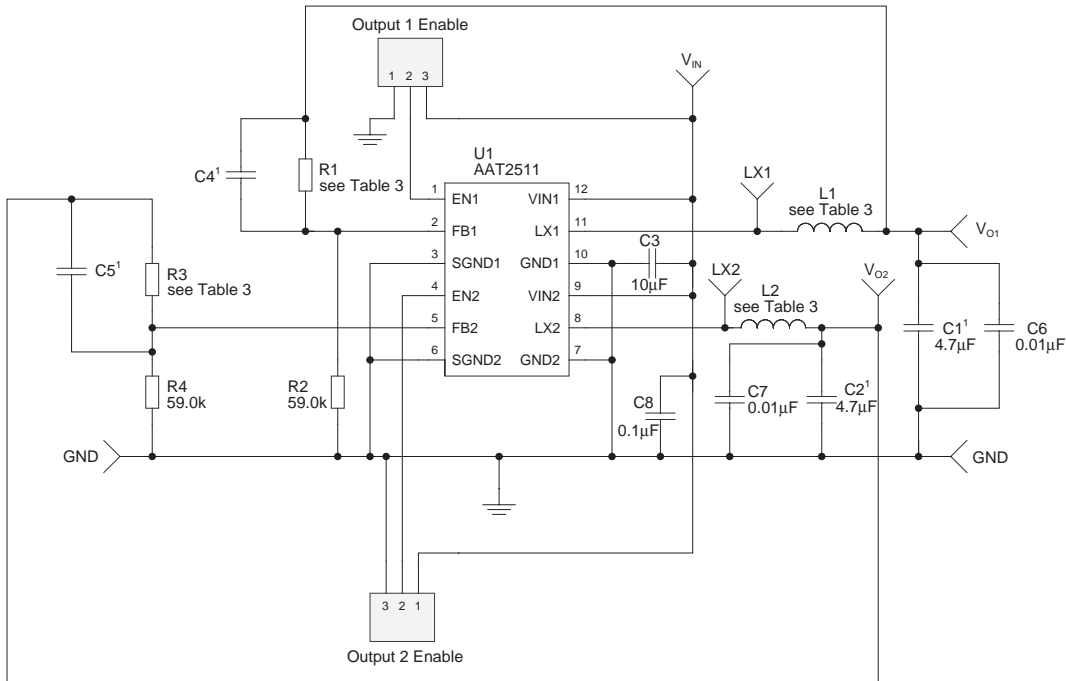 Output 1 Enable
1 2 3
V_IN
U1
AAT2511
C4¹
R1
see Table 3
LX1
L1
see Table 3
1 EN1 VIN1 12
2 FB1 LX1 11
3 SGND1 GND1 10
4 EN2 VIN2 9
5 FB2 LX2 8
6 SGND2 GND2 7
V_O1
C3
10µF
C5¹
R3
see Table 3
LX2
L2
see Table 3
V_O2
C1¹
4.7µF
C6
0.01µF
R4
59.0k
R2
59.0k
C8
0.1µF
C7
0.01µF
C2¹
4.7µF
GND
GND
3 2 1
Output 2 Enable